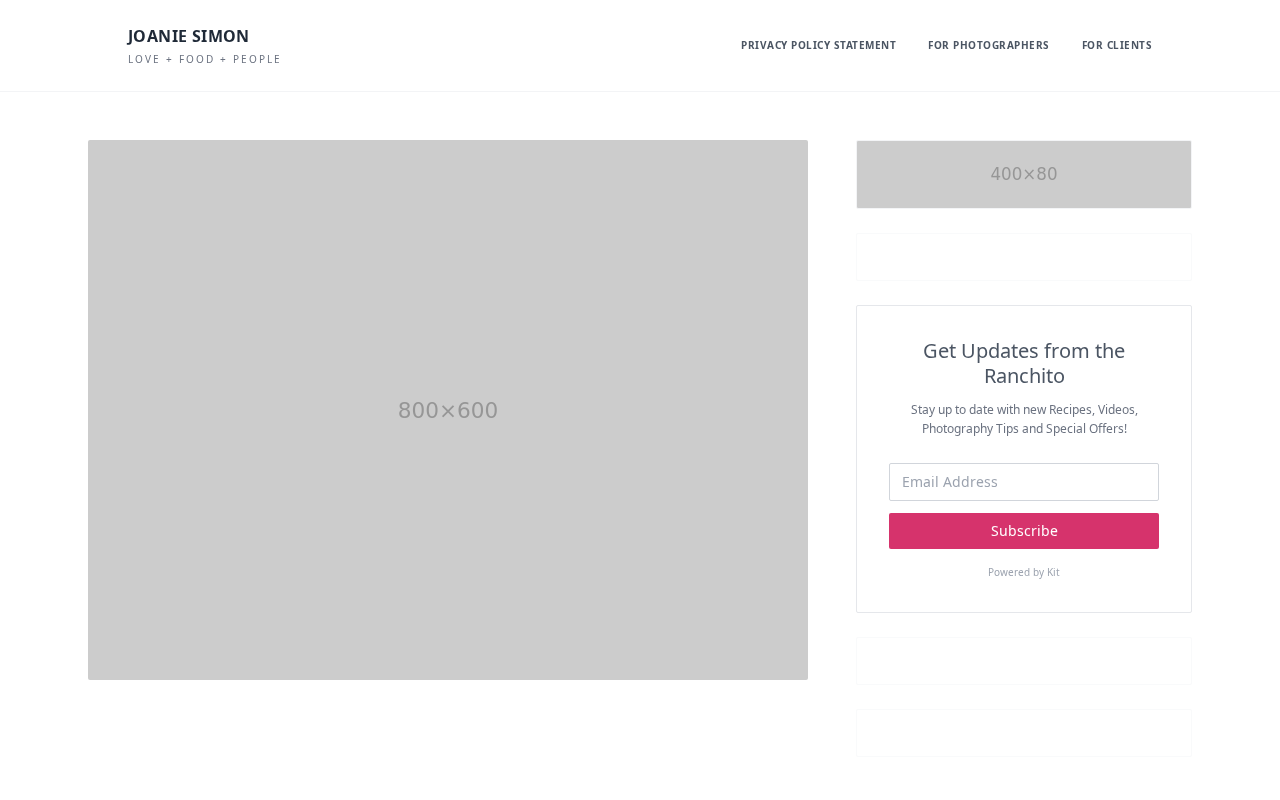 JOANIE SIMON
LOVE + FOOD + PEOPLE
PRIVACY POLICY STATEMENT
FOR PHOTOGRAPHERS
FOR CLIENTS
800×600
400×80
Get Updates from the
Ranchito
Stay up to date with new Recipes, Videos,
Photography Tips and Special Offers!
Email Address
Subscribe
Powered by Kit